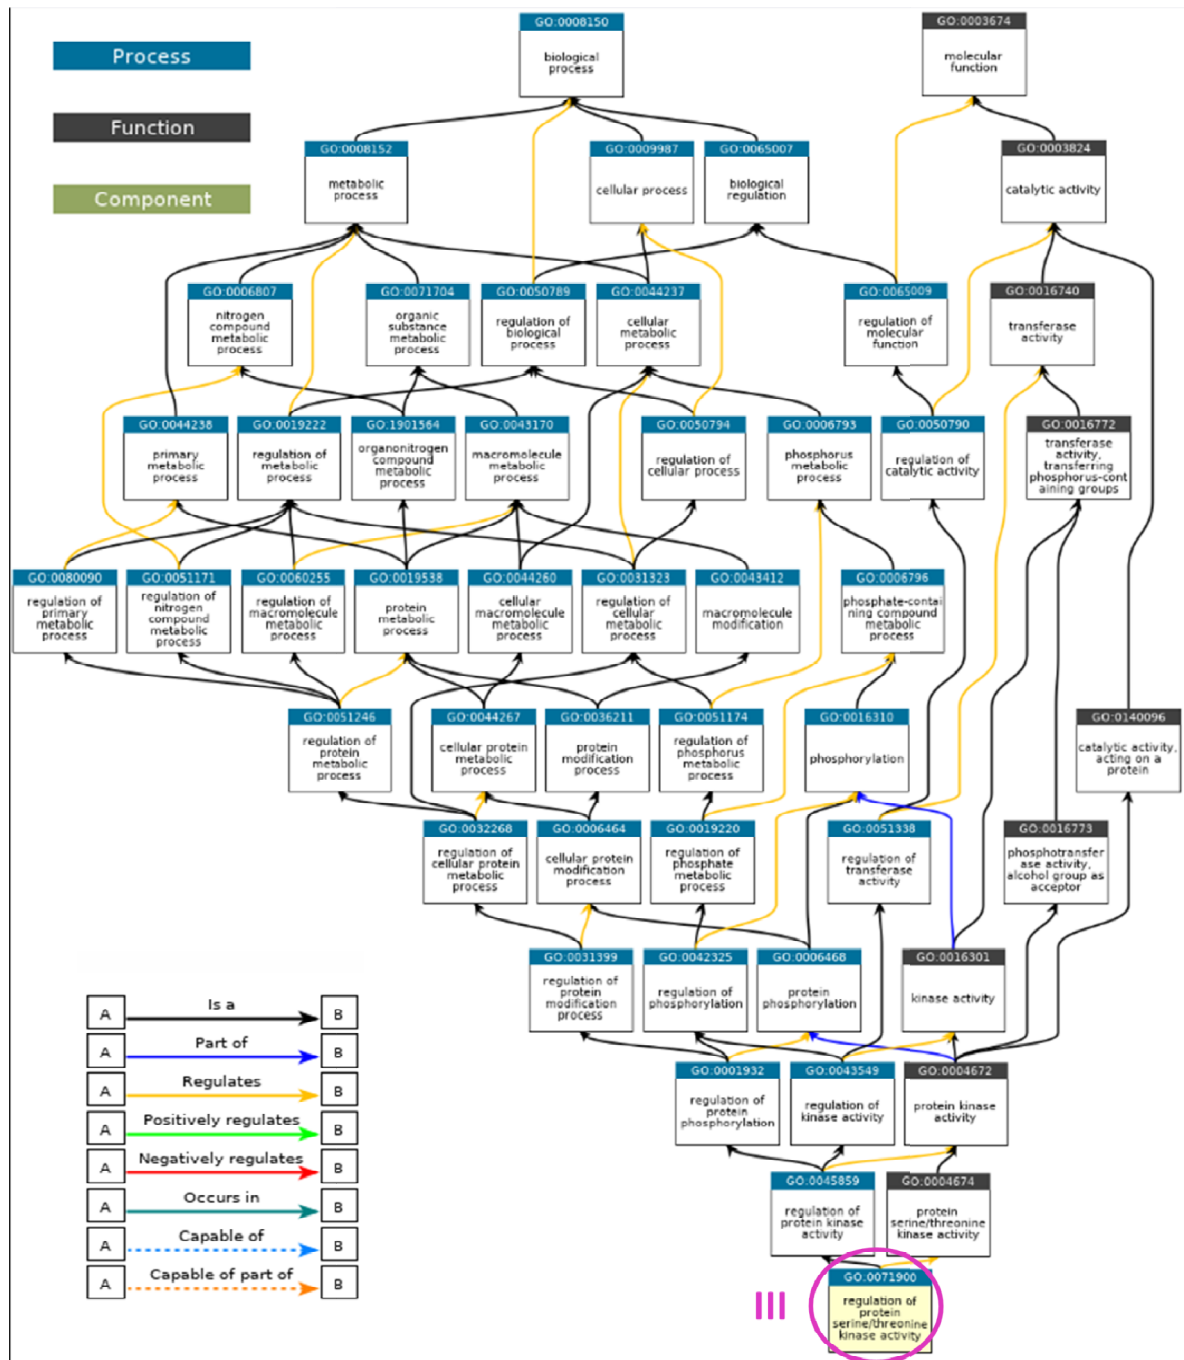 GO:0008150
biological
process
GO:0003674
molecular
function
Process
Function
Component
GO:0008152
metabolic
process
GO:0009987
cellular process
GO:0065007
biological
regulation
GO:0003824
catalytic activity
GO:0006807
nitrogen
compound
metabolic
process
GO:0071704
organic
substance
metabolic
process
GO:0050789
regulation of
biological
process
GO:0044237
cellular
metabolic
process
GO:0065009
regulation of
molecular
function
GO:0016740
transferase
activity
GO:0044238
primary
metabolic
process
GO:0019222
regulation of
metabolic
process
GO:1901564
organonitrogen
compound
metabolic
process
GO:0043170
macromolecule
metabolic
process
GO:0050794
regulation of
cellular process
GO:0006793
phosphorus
metabolic
process
GO:0050790
regulation of
catalytic activity
GO:0016772
transferase
activity,
transferring
phosphorus-cont
aining groups
GO:0080090
regulation of
primary
metabolic
process
GO:0051171
regulation of
nitrogen
compound
metabolic
process
GO:0060255
regulation of
macromolecule
metabolic
process
GO:0019538
protein
metabolic
process
GO:0044260
cellular
macromolecule
metabolic
process
GO:0031323
regulation of
cellular
metabolic
process
GO:0043412
macromolecule
modification
GO:0006796
phosphate-contai
ning compound
metabolic
process
GO:0051246
regulation of
protein
metabolic
process
GO:0044267
cellular protein
metabolic
process
GO:0036211
protein
modification
process
GO:0051174
regulation of
phosphorus
metabolic
process
GO:0016310
phosphorylation
GO:0140096
catalytic activity,
acting on a
protein
GO:0032268
regulation of
cellular protein
metabolic
process
GO:0006464
cellular protein
modification
process
GO:0019220
regulation of
phosphate
metabolic
process
GO:0051338
regulation of
transferase
activity
GO:0016773
phosphotransfer
ase activity,
alcohol group as
acceptor
GO:0031399
regulation of
protein
modification
process
GO:0042325
regulation of
phosphorylation
GO:0006468
protein
phosphorylation
GO:0016301
kinase activity
GO:0001932
regulation of
protein
phosphorylation
GO:0043549
regulation of
kinase activity
GO:0004672
protein kinase
activity
GO:0045859
regulation of
protein kinase
activity
GO:0004674
protein
serine/threonine
kinase activity
GO:0071900
regulation of
protein
serine/threonine
kinase activity
III
A Is a B
A Part of B
A Regulates B
A Positively regulates B
A Negatively regulates B
A Occurs in B
A Capable of B
A Capable of part of B